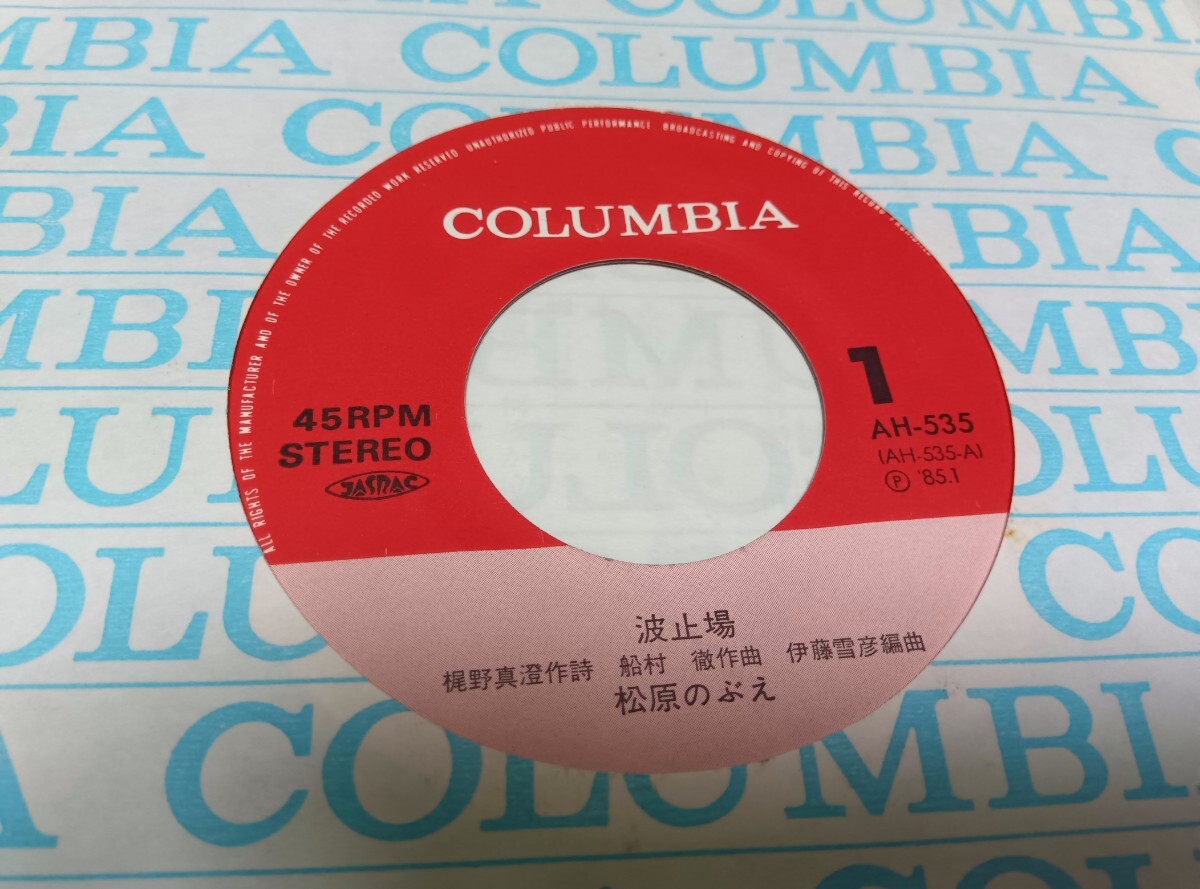 COLUMBIA
ALL RIGHTS OF THE MANUFACTURER AND OF THE OWNER OF THE RECORDED WORK RESERVED UNAUTHORIZED PUBLIC PERFORMANCE BROADCASTING AND COPYING OF THIS RECORD
COLUMBIA
45RPM
STEREO
JASRAC
1
AH-535
(AH-535-A)
Ⓟ '85.1
波止場
梶野真澄作詩 船村 徹作曲 伊藤雪彦編曲
松原のぶえ
COLUMBIA